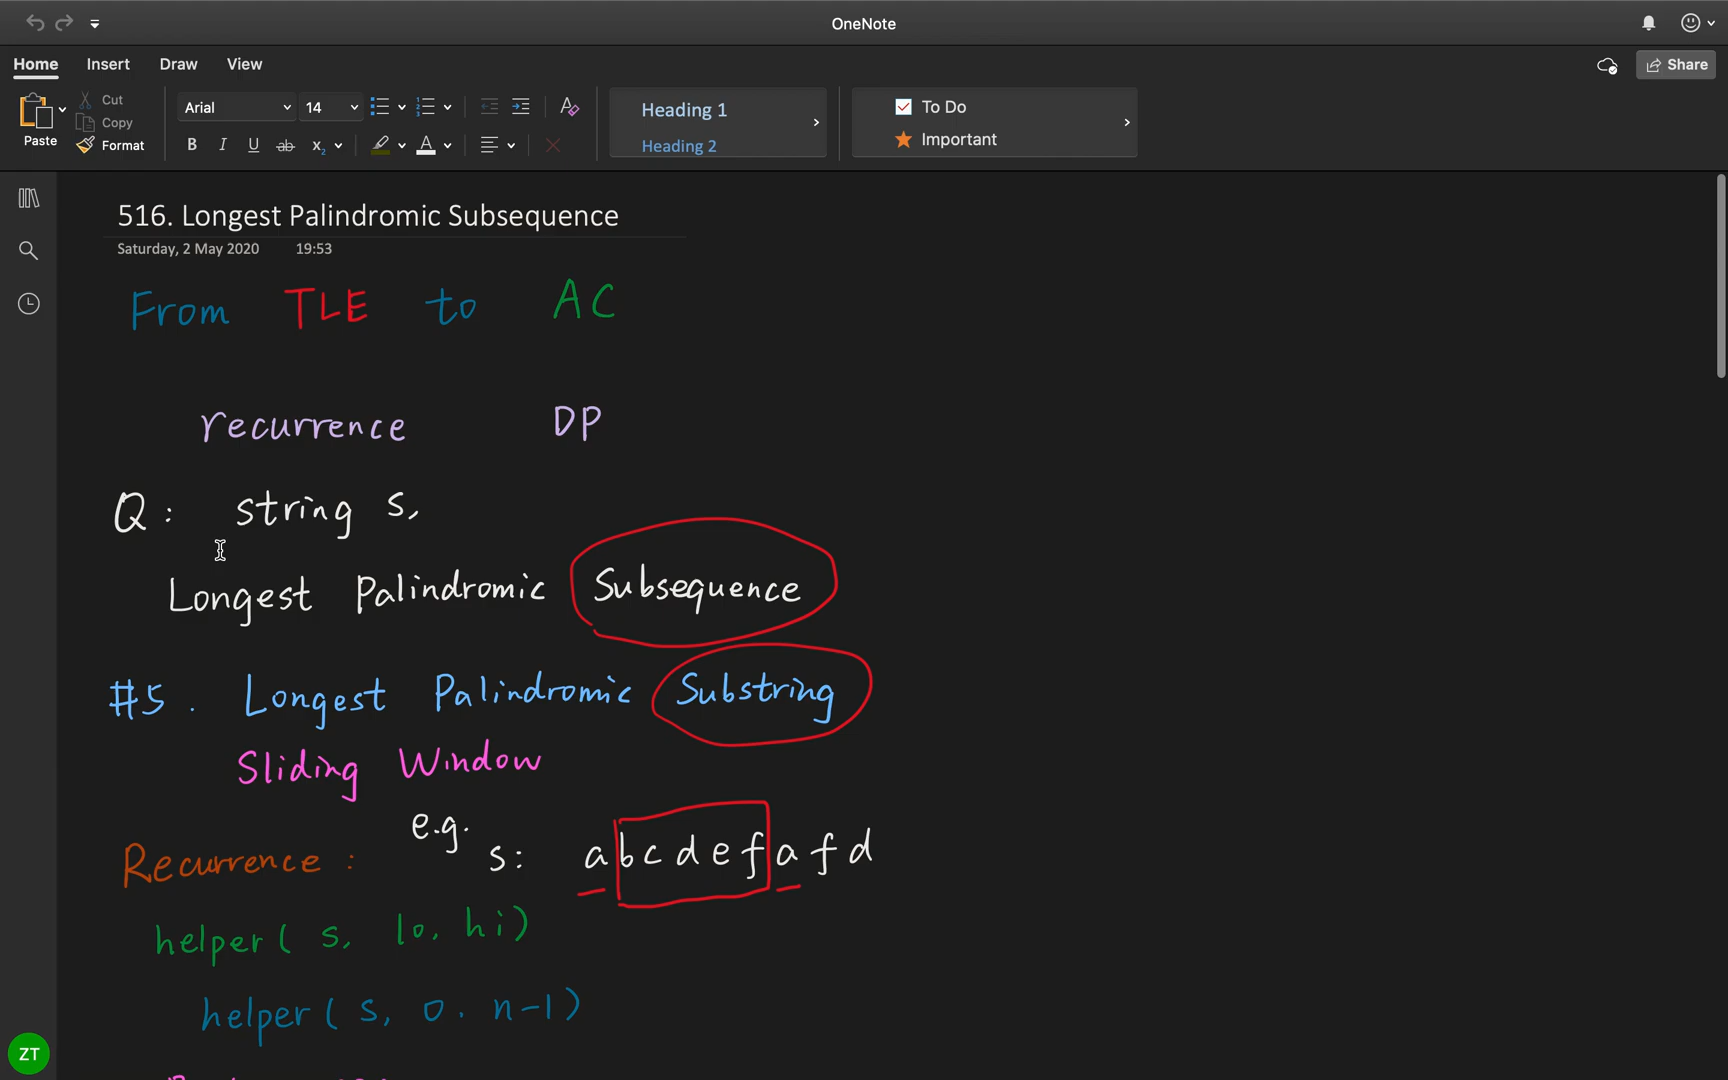 OneNote
Home Insert Draw View Share
Paste Cut Copy Format
Arial 14
B I U ab x₂ A
Heading 1
Heading 2
To Do
Important
516. Longest Palindromic Subsequence
Saturday, 2 May 2020 19:53
From TLE to AC
recurrence DP
Q: string s,
Longest Palindromic Subsequence
#5. Longest Palindromic Substring
Sliding Window
e.g.
Recurrence: s: a b c d e f a f d
helper( s, lo, hi)
helper( s, 0, n-1)
ZT